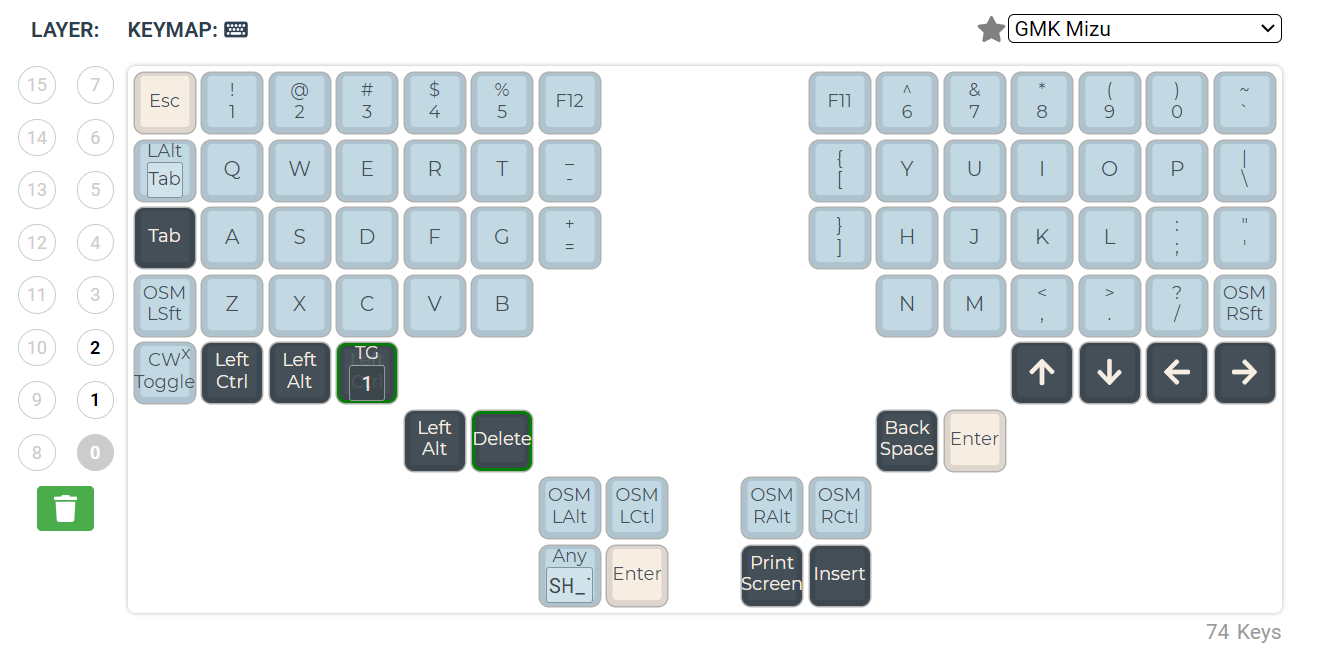 LAYER: KEYMAP: GMK Mizu
15 7 Esc ! @ # $ % F12 F11 ^ & * ( ) ~
1 2 3 4 5 6 7 8 9 0 `
14 6 LAlt Q W E R T _ { Y U I O P |
Tab - [ \
13 5
12 4 Tab A S D F G + } H J K L : "
= ] ; '
11 3 OSM Z X C V B N M < > ? OSM
LSft , . / RSft
10 2 CWX Left Left TG
Toggle Ctrl Alt 1
9 1
8 0 Left Delete Back Enter
Alt Space
OSM OSM OSM OSM
LAlt LCtl RAlt RCtl
Any Enter Print Insert
SH_ Screen
74 Keys